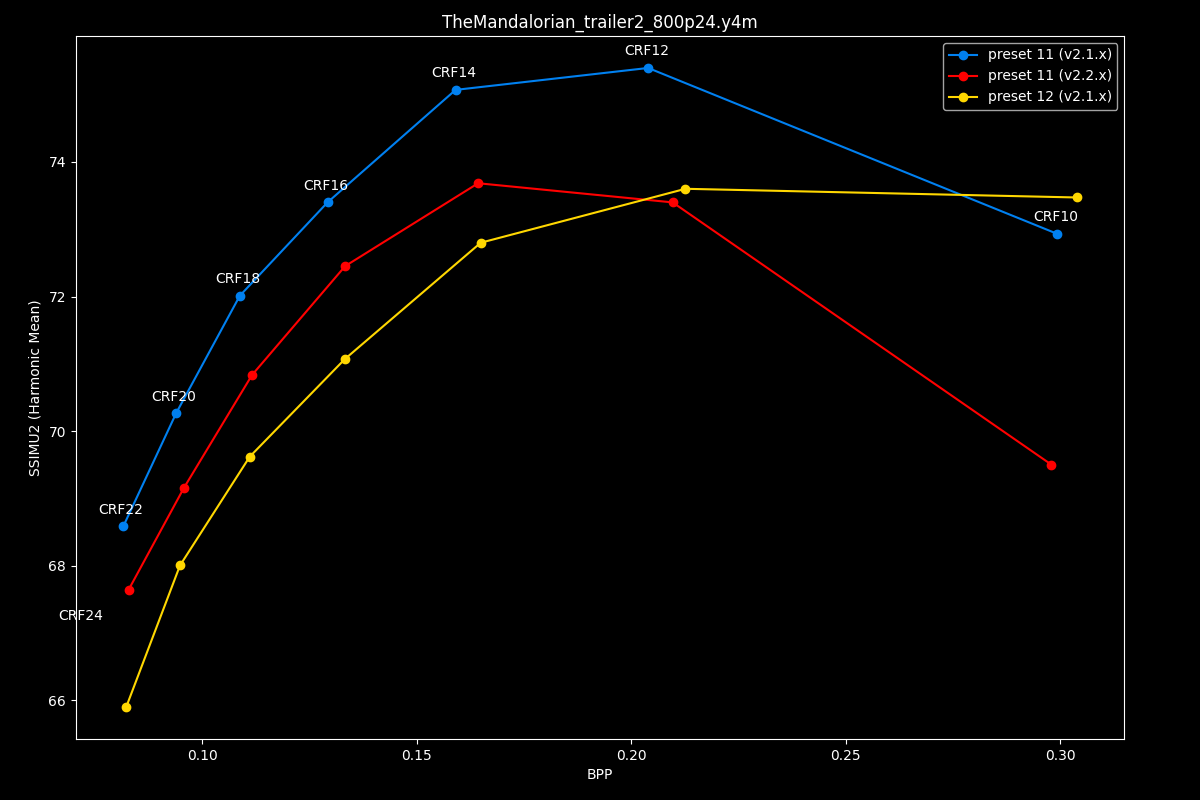 TheMandalorian_trailer2_800p24.y4m
preset 11 (v2.1.x)
preset 11 (v2.2.x)
preset 12 (v2.1.x)
CRF12
CRF14
CRF16
CRF10
CRF18
CRF20
CRF22
CRF24
74
72
70
68
66
SSIMU2 (Harmonic Mean)
0.10 0.15 0.20 0.25 0.30
BPP